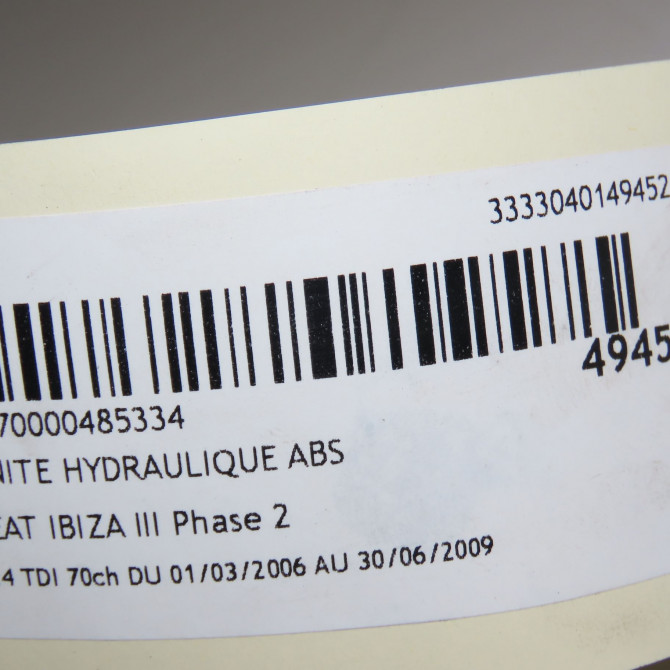 3333040149452
4945
70000485334
NITE HYDRAULIQUE ABS
EAT IBIZA III Phase 2
4 TDI 70ch DU 01/03/2006 AU 30/06/2009